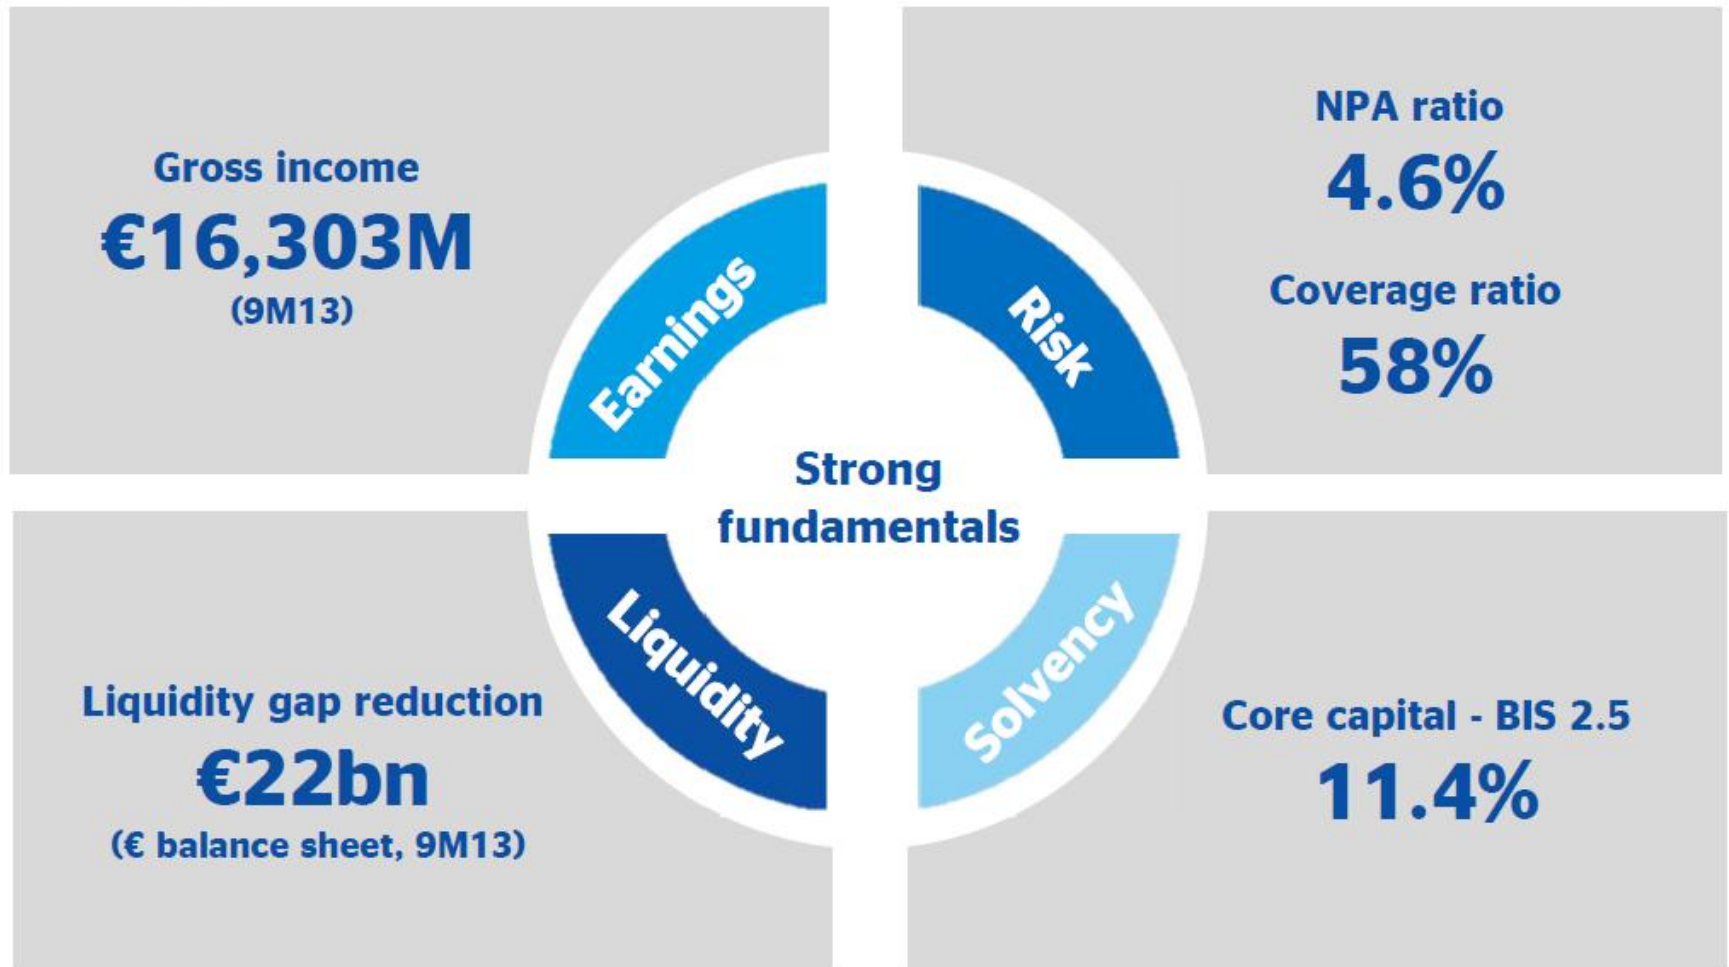 Gross income
€16,303M
(9M13)
Earnings
NPA ratio
4.6%
Coverage ratio
58%
Risk
Strong
fundamentals
Liquidity gap reduction
€22bn
(€ balance sheet, 9M13)
Liquidity
Core capital - BIS 2.5
11.4%
Solvency